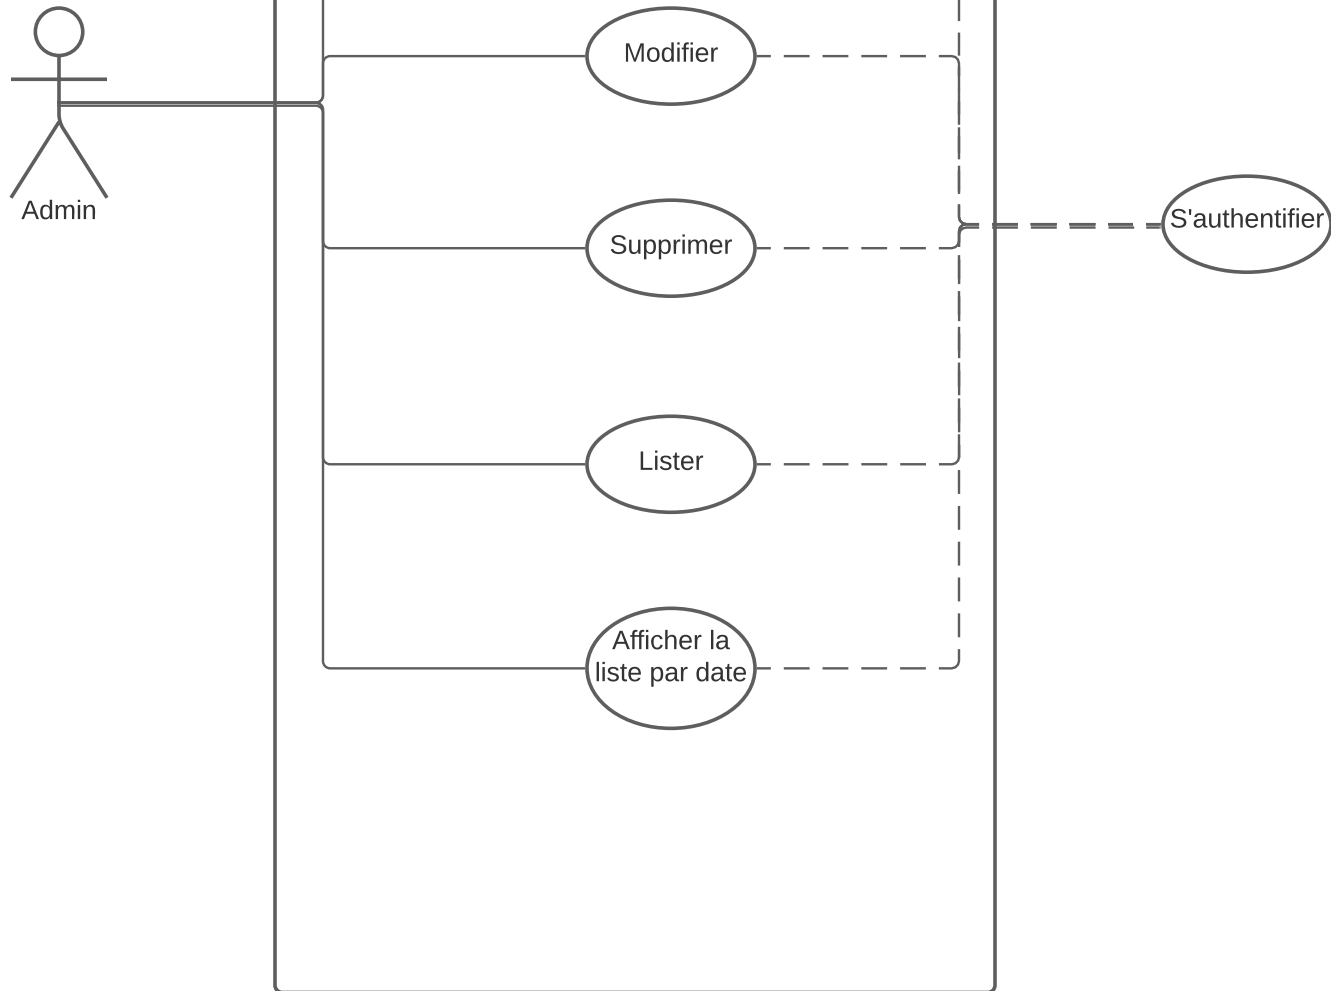 Modifier
Admin
S'authentifier
Supprimer
Lister
Afficher la
liste par date